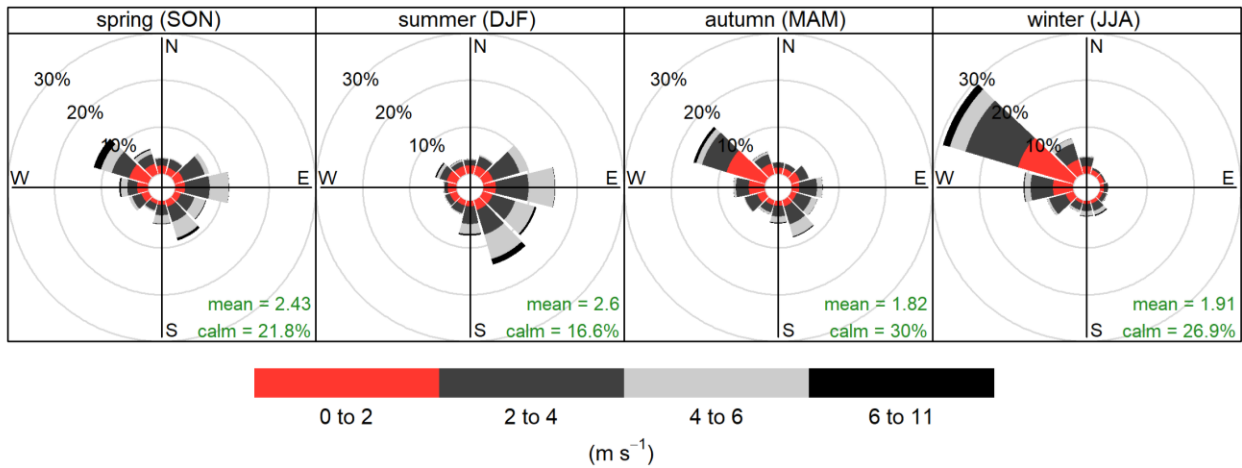 spring (SON) summer (DJF) autumn (MAM) winter (JJA)
N N N N
30% 30% 30% 30%
20% 20% 20% 20%
10% 10% 10% 10%
W E W E W E W E
mean = 2.43 mean = 2.6 mean = 1.82 mean = 1.91
S calm = 21.8% S calm = 16.6% S calm = 30% S calm = 26.9%
0 to 2 2 to 4 4 to 6 6 to 11
(m s⁻¹)